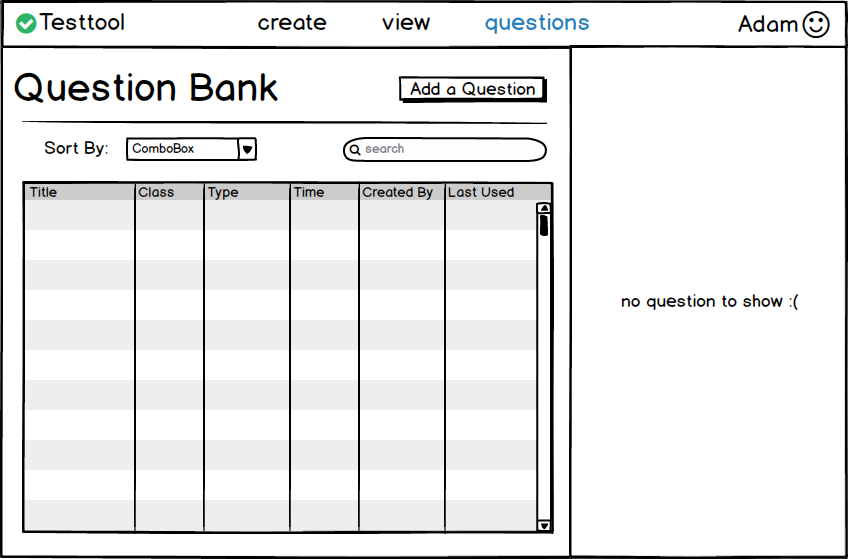 Testtool create view questions Adam
Question Bank Add a Question
Sort By: ComboBox search
Title Class Type Time Created By Last Used
no question to show :(